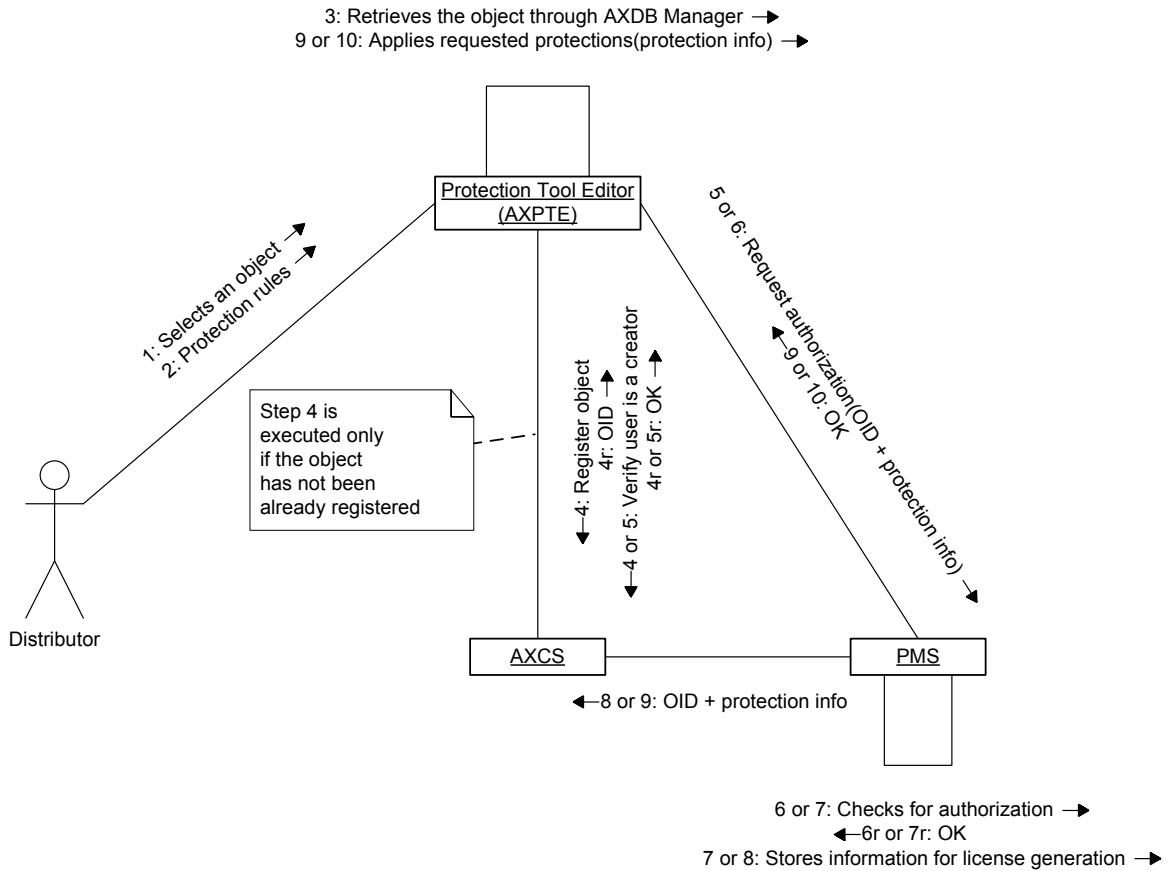 3: Retrieves the object through AXDB Manager
9 or 10: Applies requested protections(protection info)
Protection Tool Editor
(AXPTE)
1: Selects an object
2: Protection rules
5 or 6: Request authorization(OID + protection info)
9 or 10: OK
4: Register object
4r: OID
4 or 5: Verify user is a creator
4r or 5r: OK
Step 4 is
executed only
if the object
has not been
already registered
Distributor
AXCS
PMS
8 or 9: OID + protection info
6 or 7: Checks for authorization
6r or 7r: OK
7 or 8: Stores information for license generation